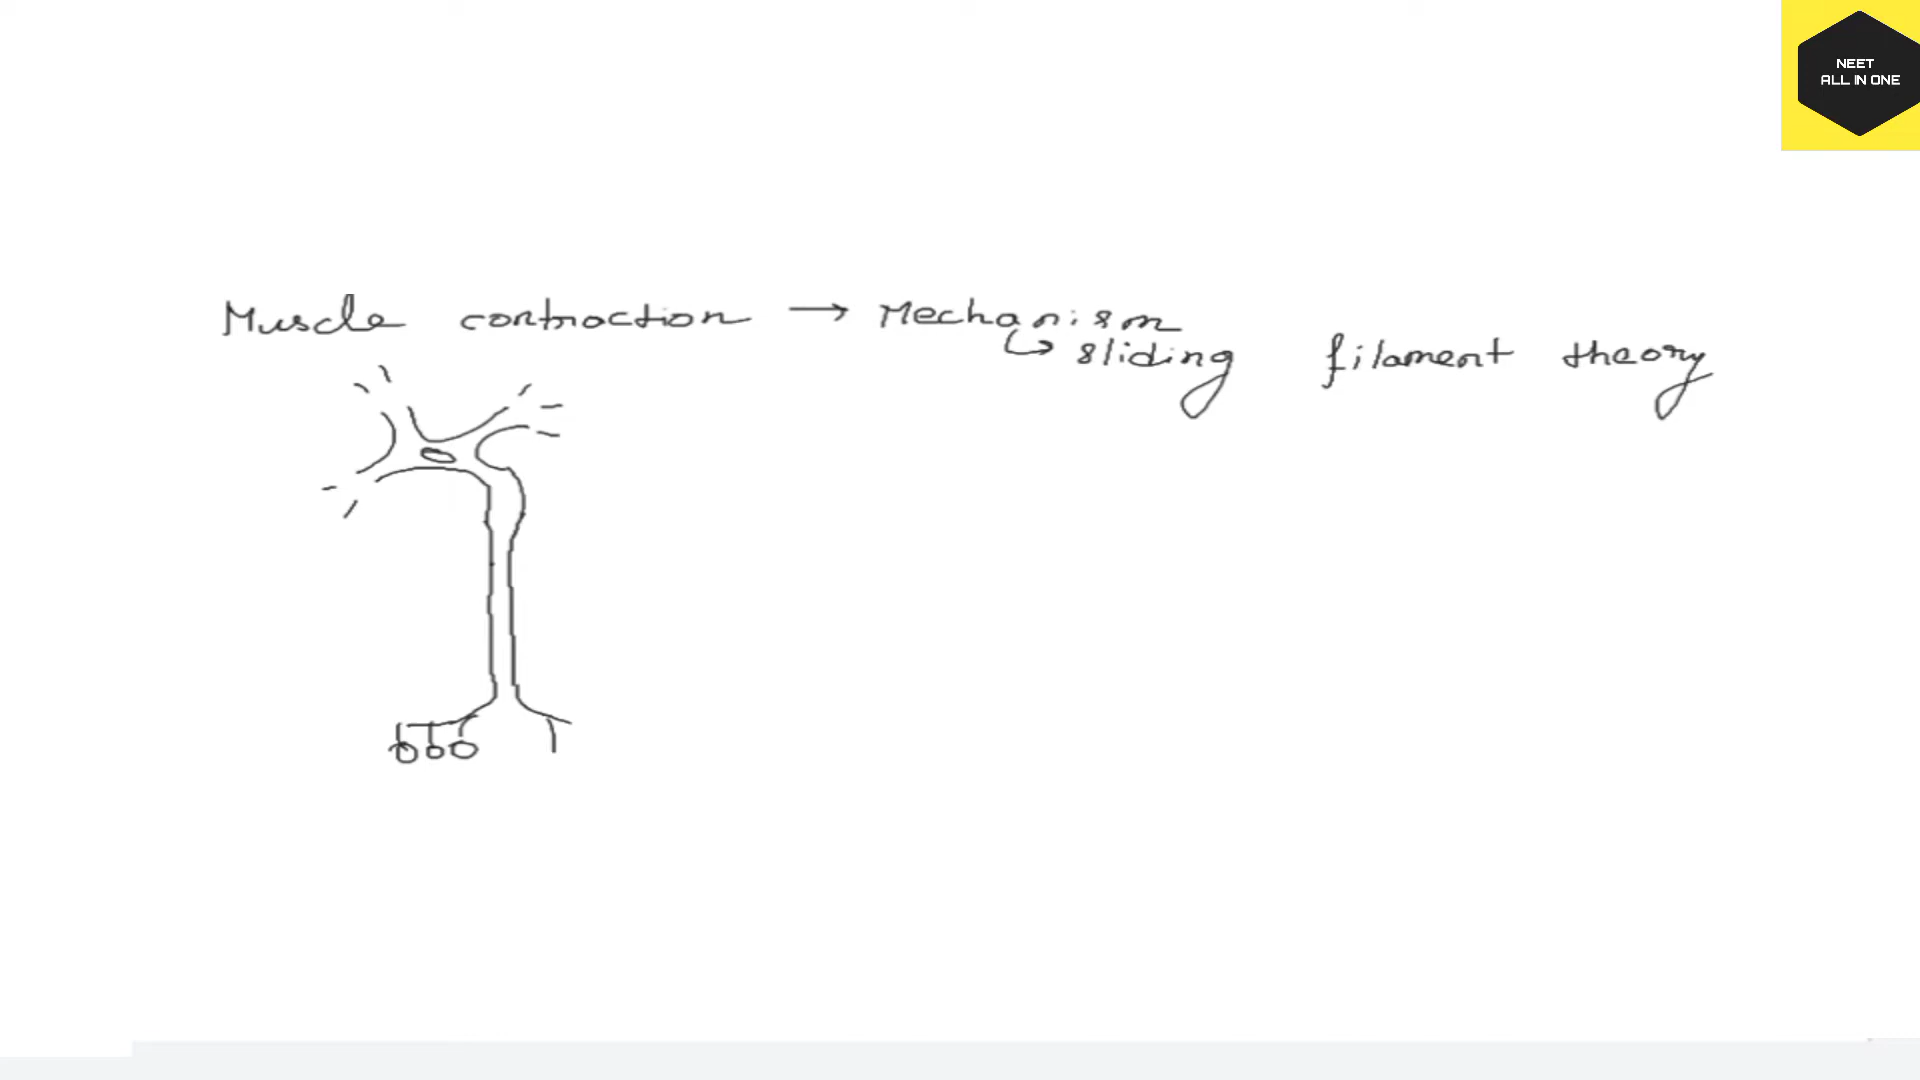 NEET
ALL IN ONE
Muscle contraction → Mechanism
↳ sliding filament theory